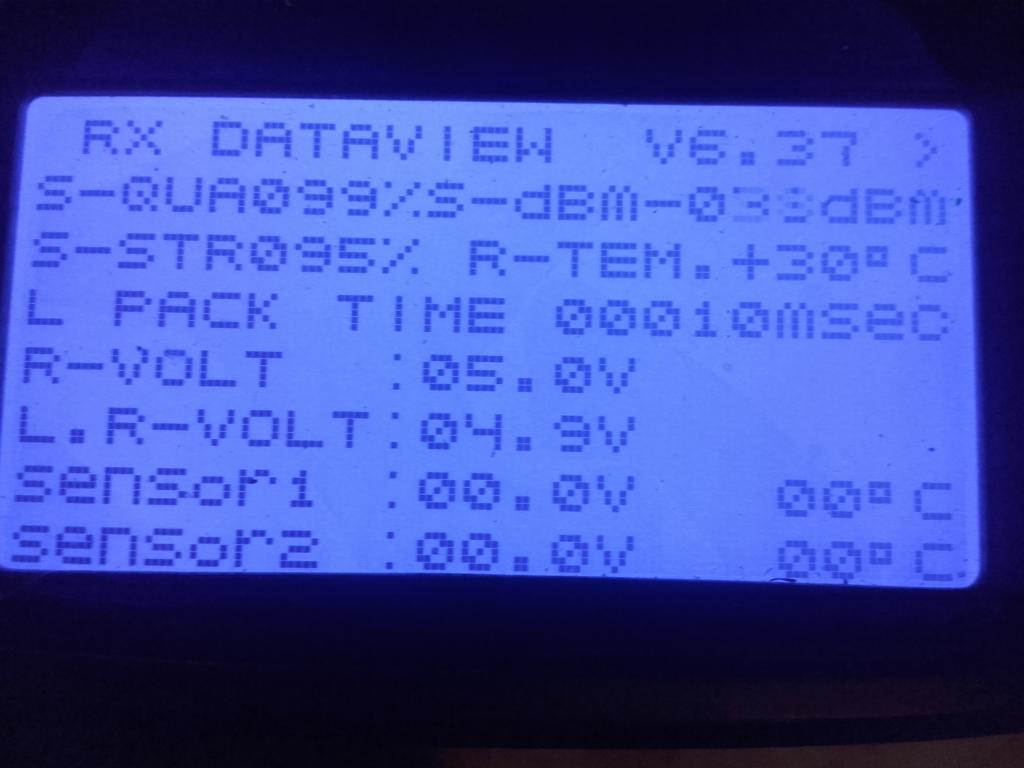 RX DATAVIEW V6.37 >
S-QUA099%S-dBm-038dBm
S-STR095% R-TEM.+30°C
L PACK TIME 00010msec
R-VOLT :05.0V
L.R-VOLT:04.9V
sensor1 :00.0V 00°C
sensor2 :00.0V 00°C